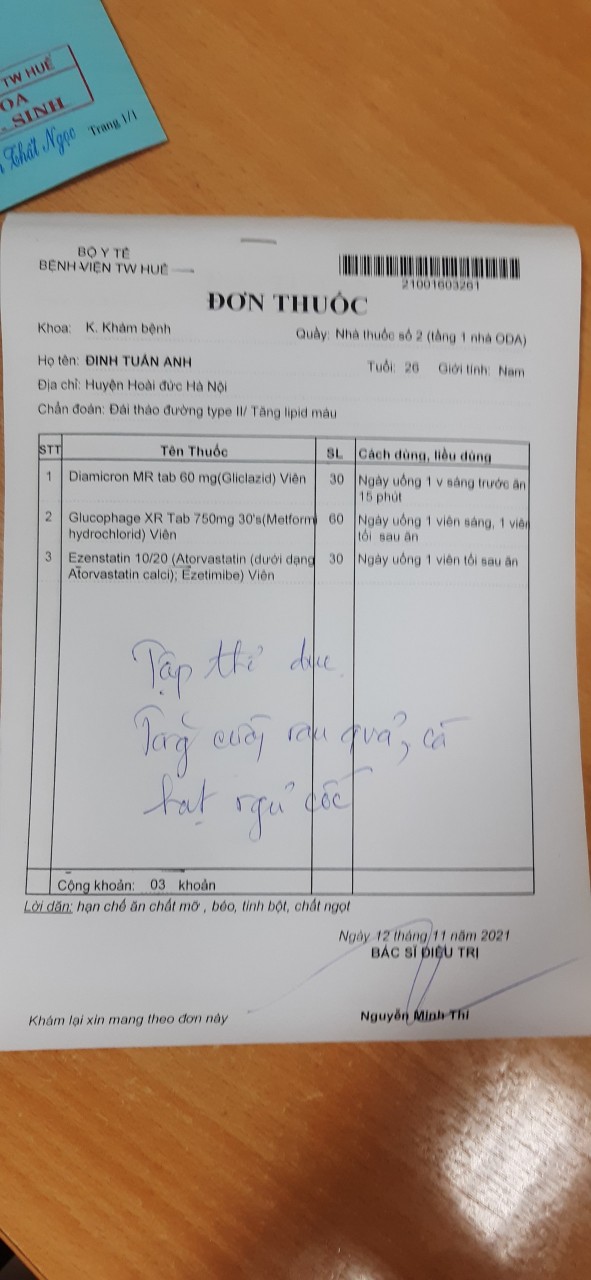 TW HUẾ
OA
SINH
Thất Ngọc Trang 1/1
BỘ Y TẾ
BỆNH VIỆN TW HUẾ
21001603261
ĐƠN THUỐC
Khoa: K. Khám bệnh
Quầy: Nhà thuốc số 2 (tầng 1 nhà ODA)
Họ tên: ĐINH TUẤN ANH Tuổi: 26 Giới tính: Nam
Địa chỉ: Huyện Hoài đức Hà Nội
Chẩn đoán: Đái tháo đường type II/ Tăng lipid máu
STT Tên Thuốc SL Cách dùng, liều dùng
1 Diamicron MR tab 60 mg(Gliclazid) Viên 30 Ngày uống 1 v sáng trước ăn
15 phút
2 Glucophage XR Tab 750mg 30's(Metform 60 Ngày uống 1 viên sáng, 1 viên
hydrochlorid) Viên tối sau ăn
3 Ezenstatin 10/20 (Atorvastatin (dưới dạng 30 Ngày uống 1 viên tối sau ăn
Atorvastatin calci); Ezetimibe) Viên
Tập thể dục
Tăng cường rau quả, cá
hạt ngũ cốc
Cộng khoản: 03 khoản
Lời dặn: hạn chế ăn chất mỡ , béo, tinh bột, chất ngọt
Ngày 12 tháng 11 năm 2021
BÁC SĨ ĐIỀU TRỊ
Khám lại xin mang theo đơn này
Nguyễn Minh Thi